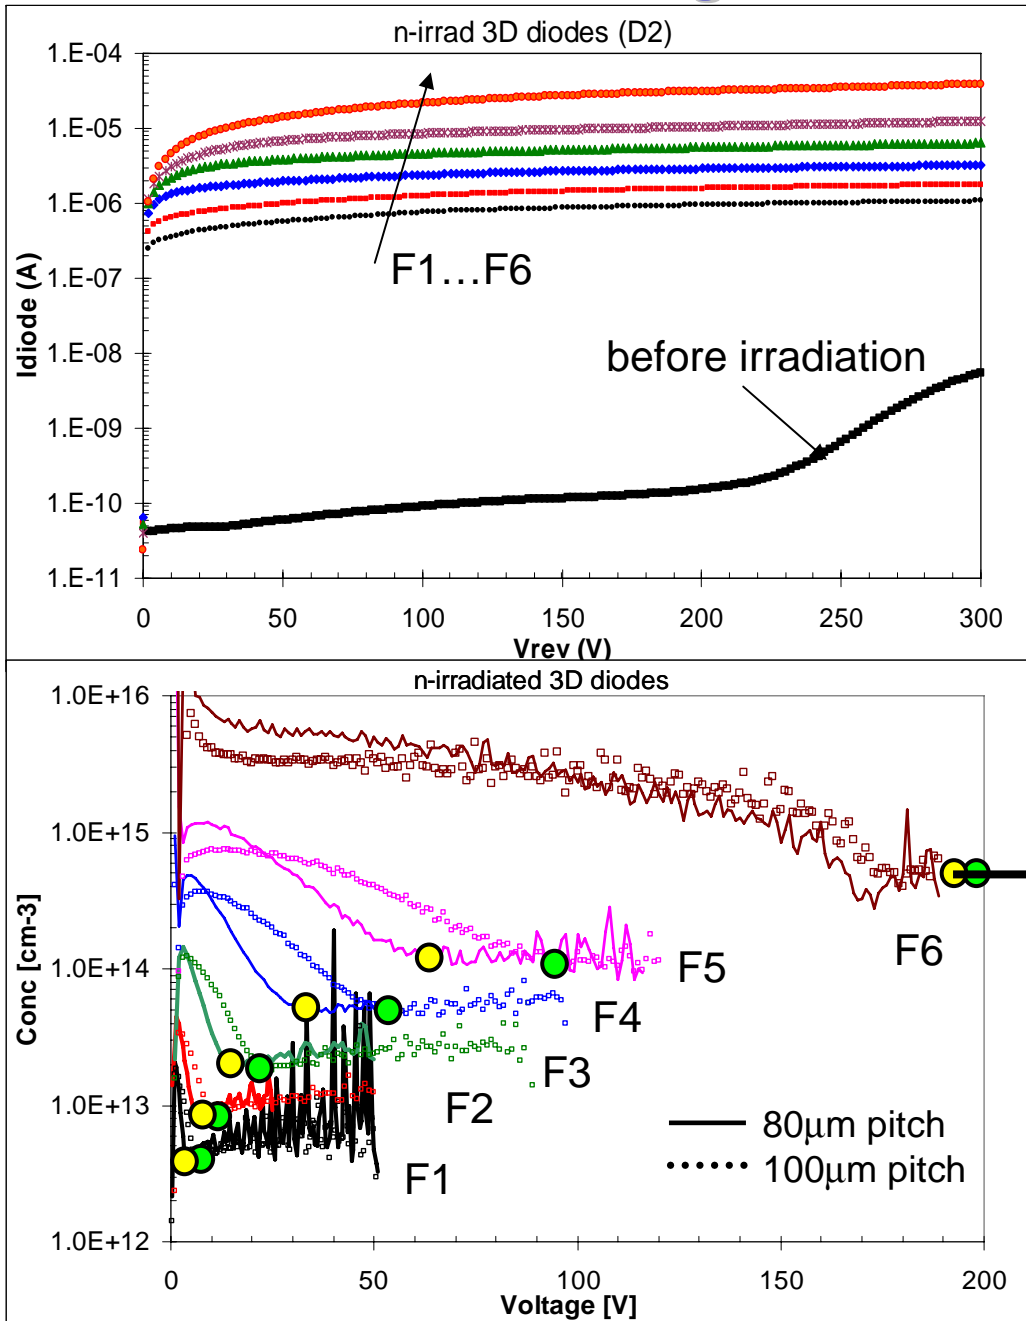 n-irrad 3D diodes (D2)
1.E-04
1.E-05
1.E-06
1.E-07
1.E-08
1.E-09
1.E-10
1.E-11
Idiode (A)
F1...F6
before irradiation
0 50 100 150 200 250 300
Vrev (V)
n-irradiated 3D diodes
1.0E+16
1.0E+15
1.0E+14
1.0E+13
1.0E+12
Conc [cm-3]
F6
F5
F4
F3
F2
F1
80μm pitch
100μm pitch
0 50 100 150 200
Voltage [V]